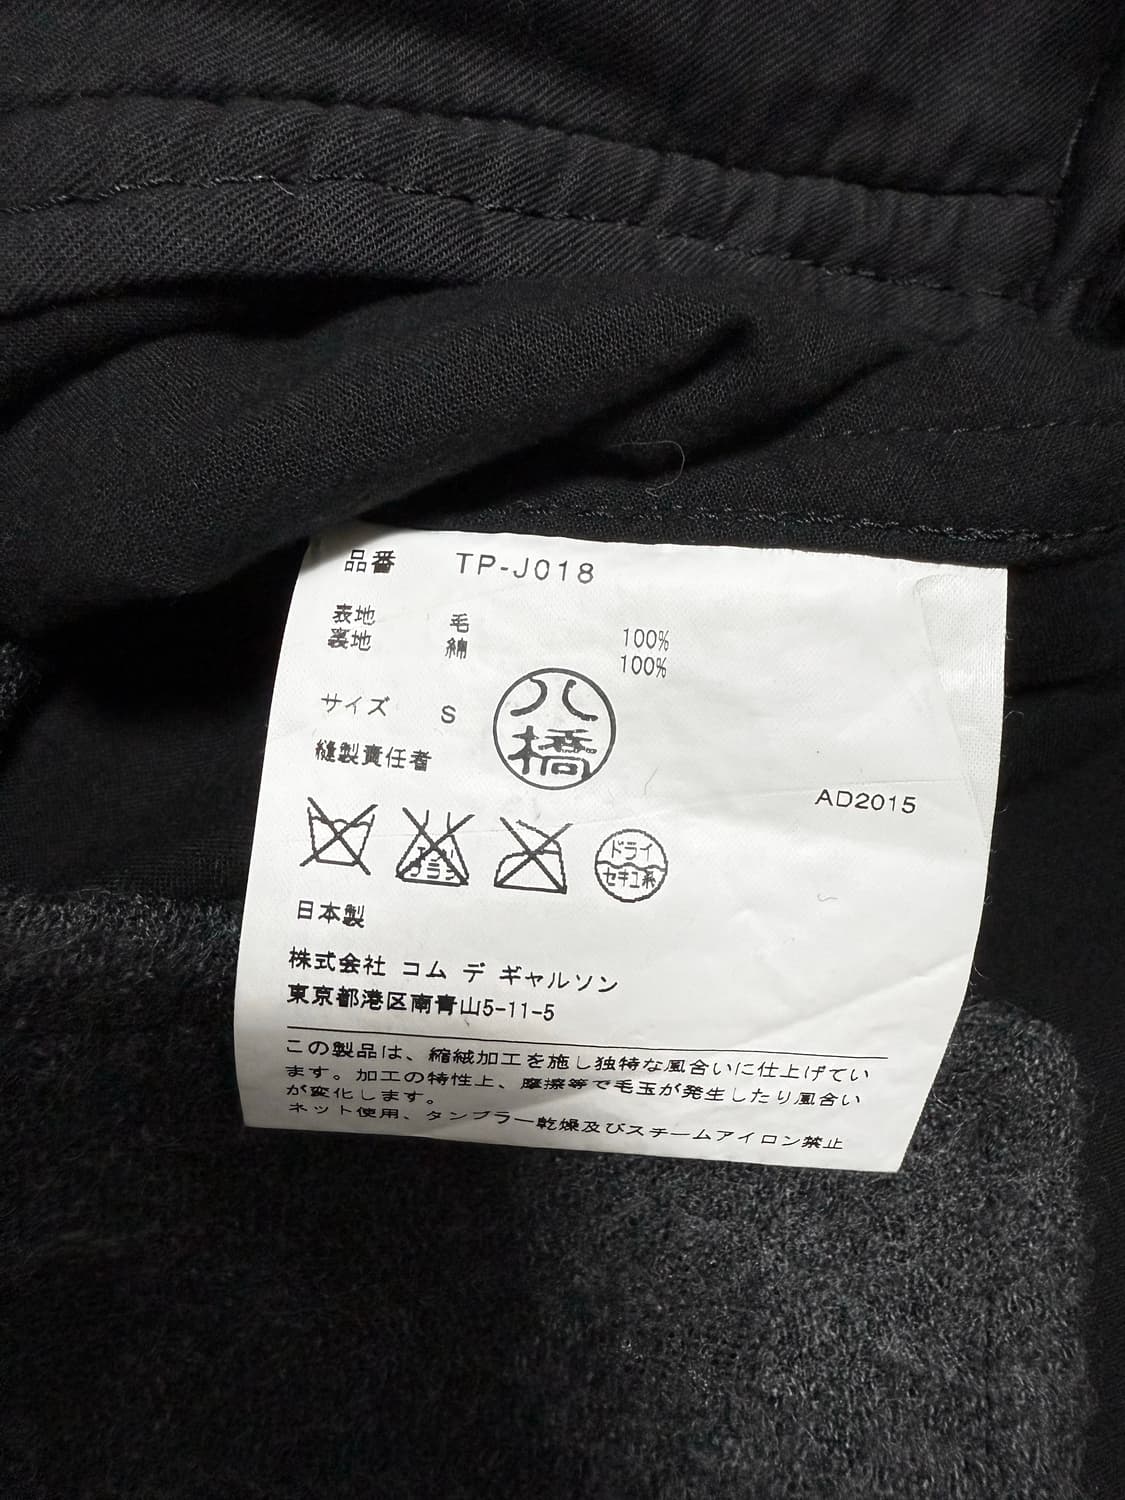 品番 TP-J018
表地 毛 100%
裏地 綿 100%
サイズ S
八橋
縫製責任者
AD2015
エンソ
ドライ
サラシ
セキユ系
日本製
株式会社 コム デ ギャルソン
東京都港区南青山5-11-5
この製品は、縮絨加工を施し独特な風合いに仕上げてい
ます。加工の特性上、摩擦等で毛玉が発生したり風合い
が変化します。
ネット使用、タンブラー乾燥及びスチームアイロン禁止